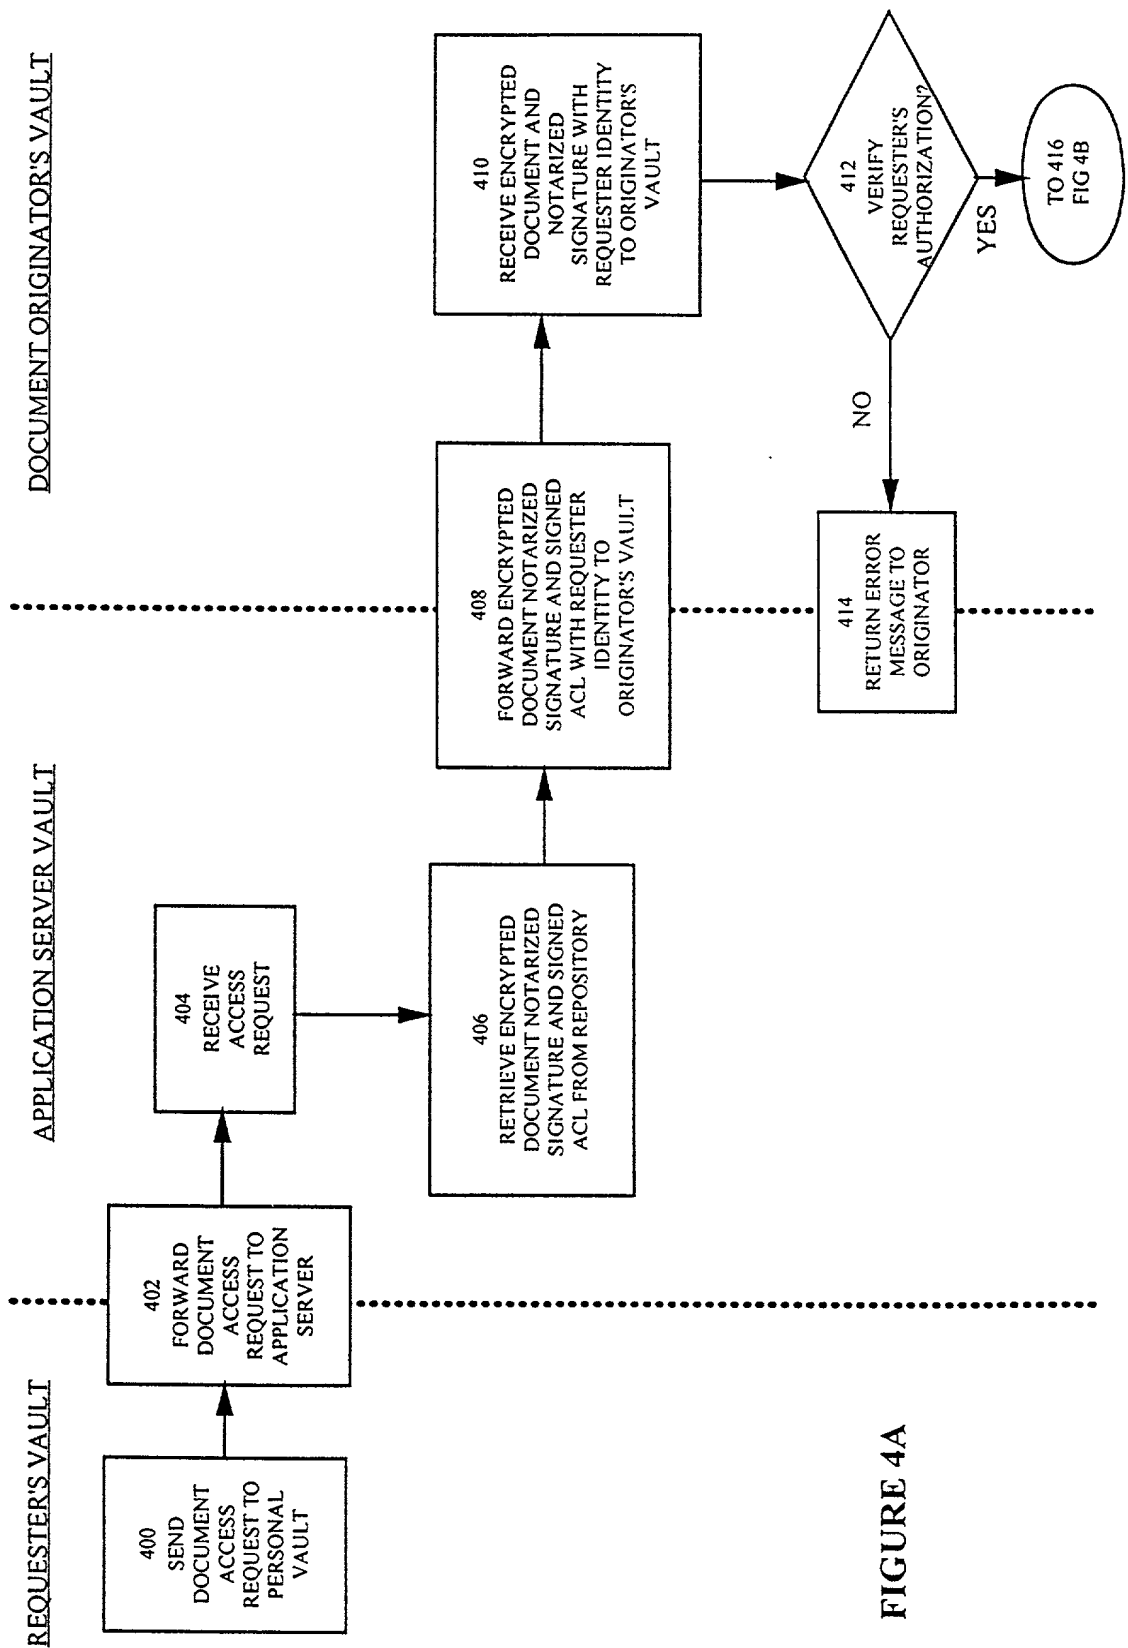 REQUESTER'S VAULT
APPLICATION SERVER VAULT
DOCUMENT ORIGINATOR'S VAULT
400
SEND
DOCUMENT
ACCESS
REQUEST TO
PERSONAL
VAULT
402
FORWARD
DOCUMENT
ACCESS
REQUEST TO
APPLICATION
SERVER
404
RECEIVE
ACCESS
REQUEST
406
RETRIEVE ENCRYPTED
DOCUMENT NOTARIZED
SIGNATURE AND SIGNED
ACL FROM REPOSITORY
408
FORWARD ENCRYPTED
DOCUMENT NOTARIZED
SIGNATURE AND SIGNED
ACL WITH REQUESTER
IDENTITY TO
ORIGINATOR'S VAULT
410
RECEIVE ENCRYPTED
DOCUMENT AND
NOTARIZED
SIGNATURE WITH
REQUESTER IDENTITY
TO ORIGINATOR'S
VAULT
412
VERIFY
REQUESTER'S
AUTHORIZATION?
NO
YES
414
RETURN ERROR
MESSAGE TO
ORIGINATOR
TO 416
FIG 4B
FIGURE 4A